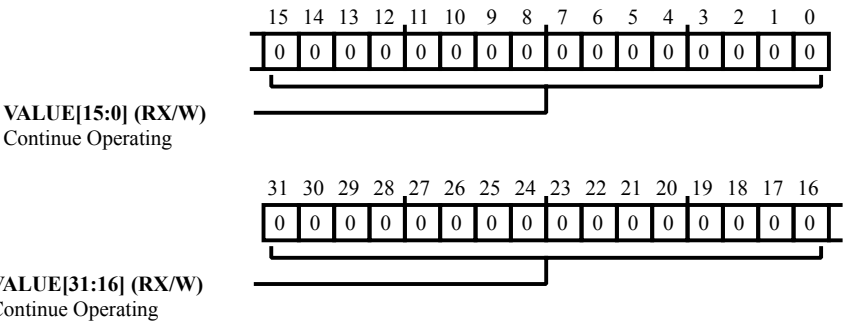 15 14 13 12 11 10 9 8 7 6 5 4 3 2 1 0
0 0 0 0 0 0 0 0 0 0 0 0 0 0 0 0
VALUE[15:0] (RX/W)
Continue Operating
31 30 29 28 27 26 25 24 23 22 21 20 19 18 17 16
0 0 0 0 0 0 0 0 0 0 0 0 0 0 0 0
VALUE[31:16] (RX/W)
Continue Operating